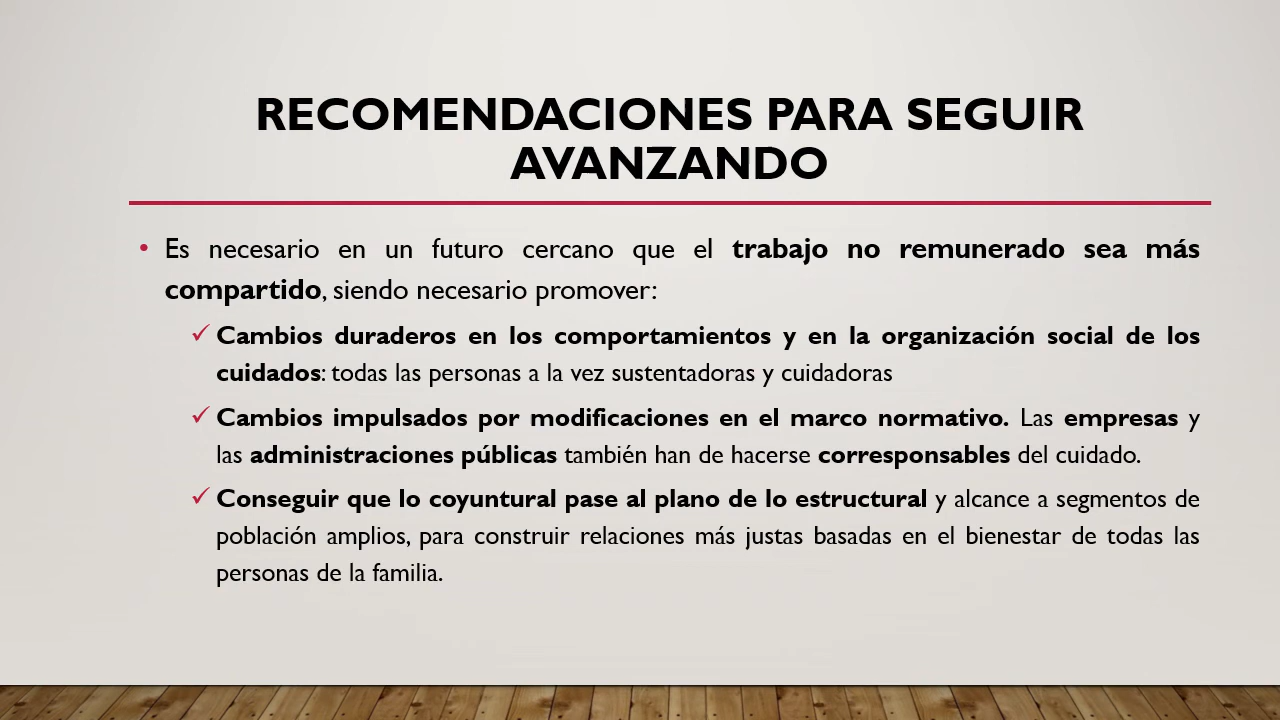 RECOMENDACIONES PARA SEGUIR
AVANZANDO
• Es necesario en un futuro cercano que el trabajo no remunerado sea más
compartido, siendo necesario promover:
✓ Cambios duraderos en los comportamientos y en la organización social de los
cuidados: todas las personas a la vez sustentadoras y cuidadoras
✓ Cambios impulsados por modificaciones en el marco normativo. Las empresas y
las administraciones públicas también han de hacerse corresponsables del cuidado.
✓ Conseguir que lo coyuntural pase al plano de lo estructural y alcance a segmentos de
población amplios, para construir relaciones más justas basadas en el bienestar de todas las
personas de la familia.